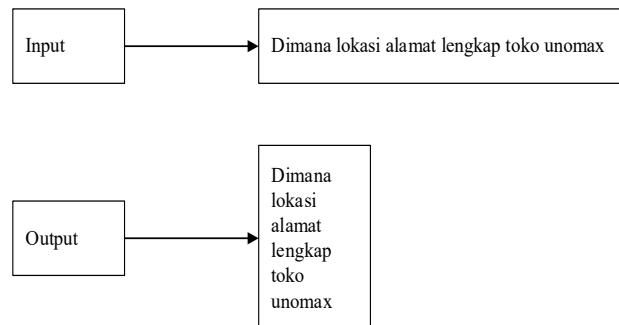 Input
Dimana lokasi alamat lengkap toko unomax
Output
Dimana
lokasi
alamat
lengkap
toko
unomax